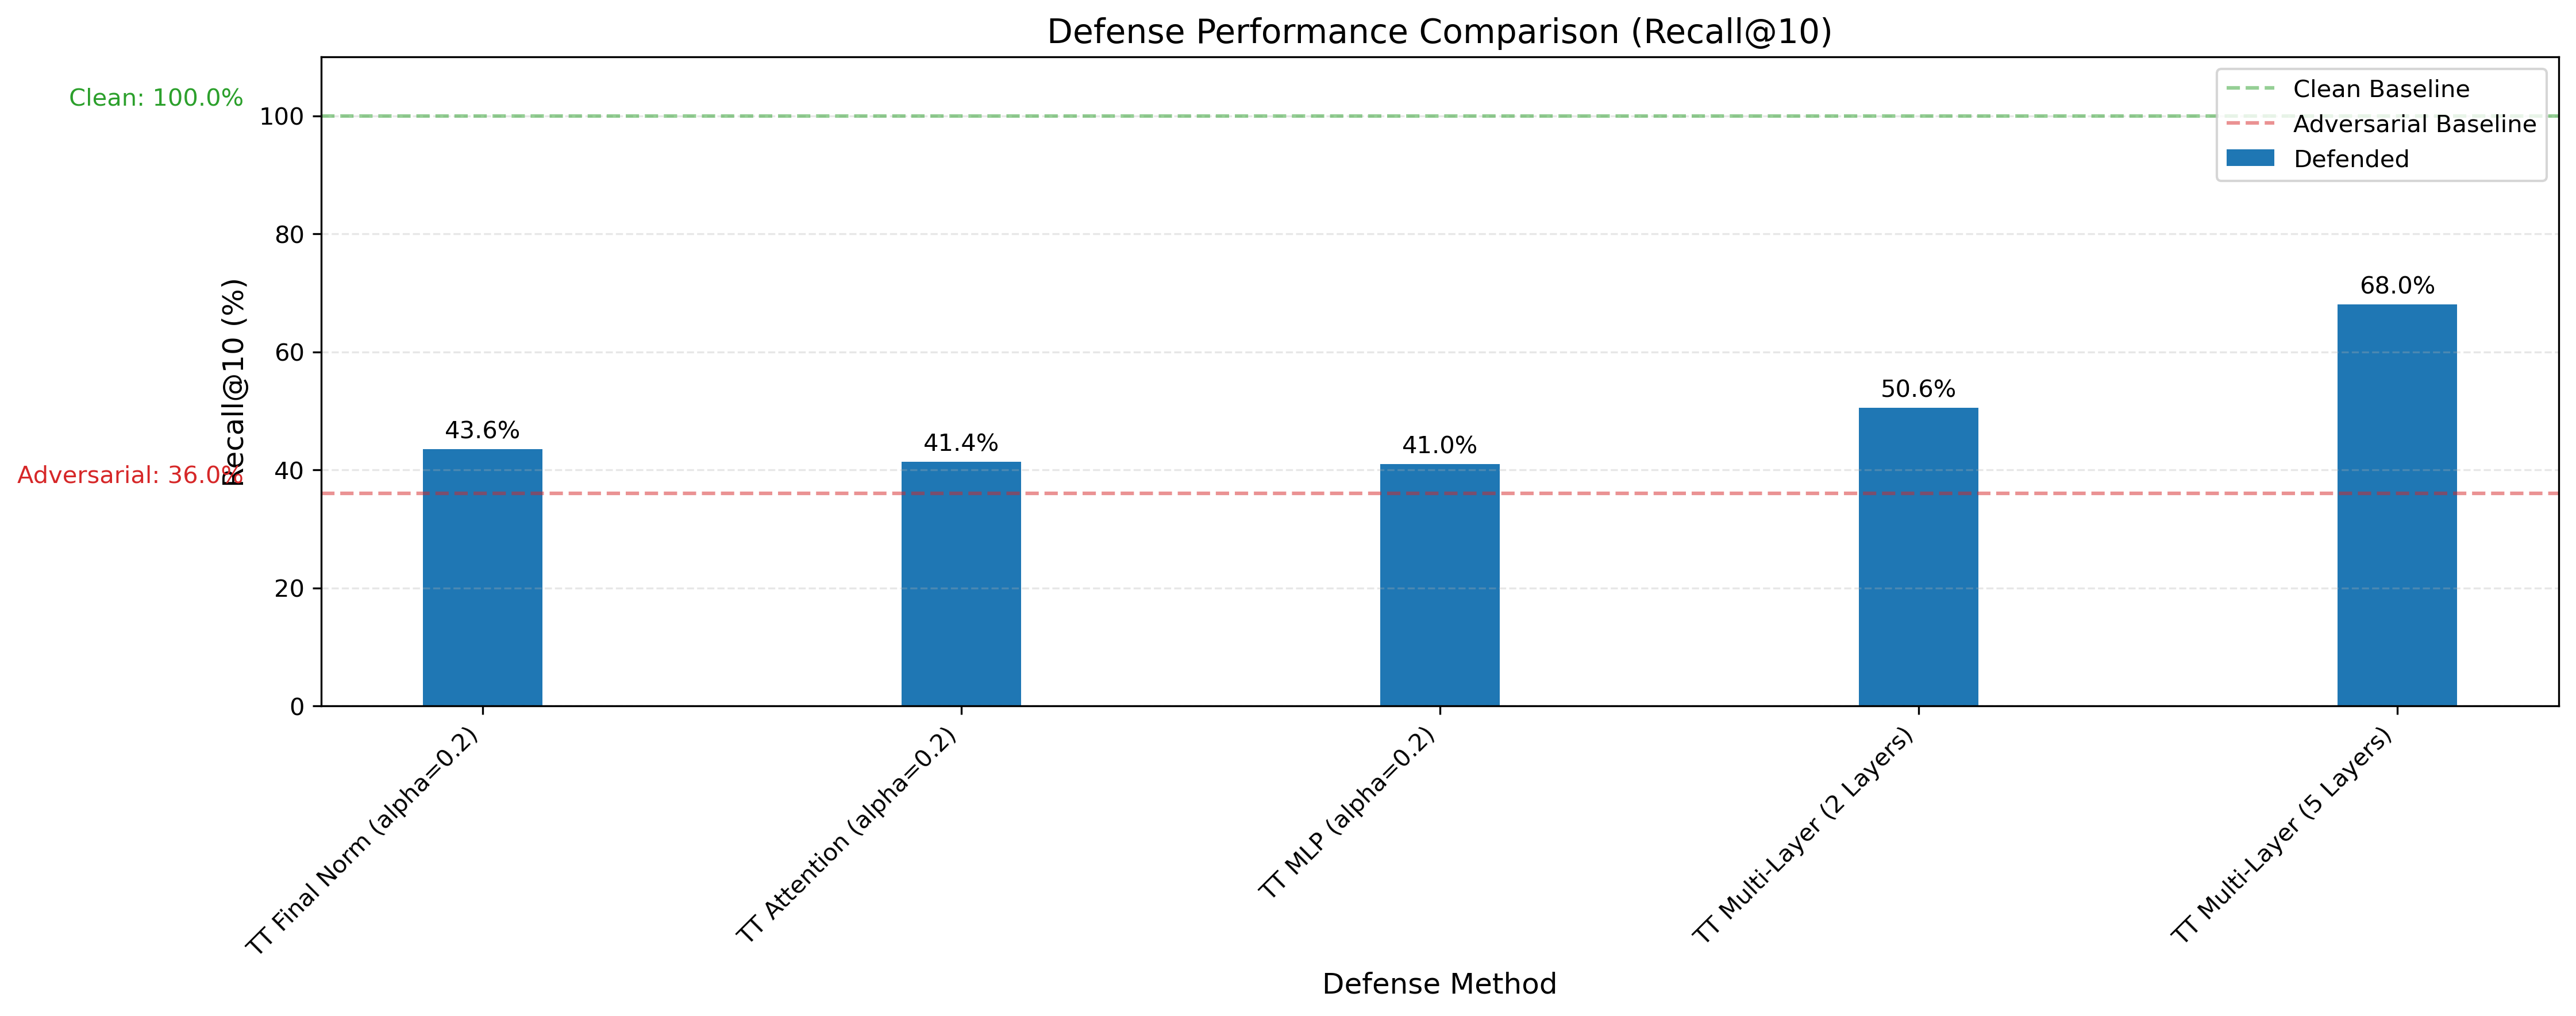 Defense Performance Comparison (Recall@10)
Clean: 100.0%
Adversarial: 36.0%
Recall@10 (%)
100
80
60
40
20
0
Clean Baseline
Adversarial Baseline
Defended
43.6%
41.4%
41.0%
50.6%
68.0%
TT Final Norm (alpha=0.2)
TT Attention (alpha=0.2)
TT MLP (alpha=0.2)
TT Multi-Layer (2 Layers)
TT Multi-Layer (5 Layers)
Defense Method